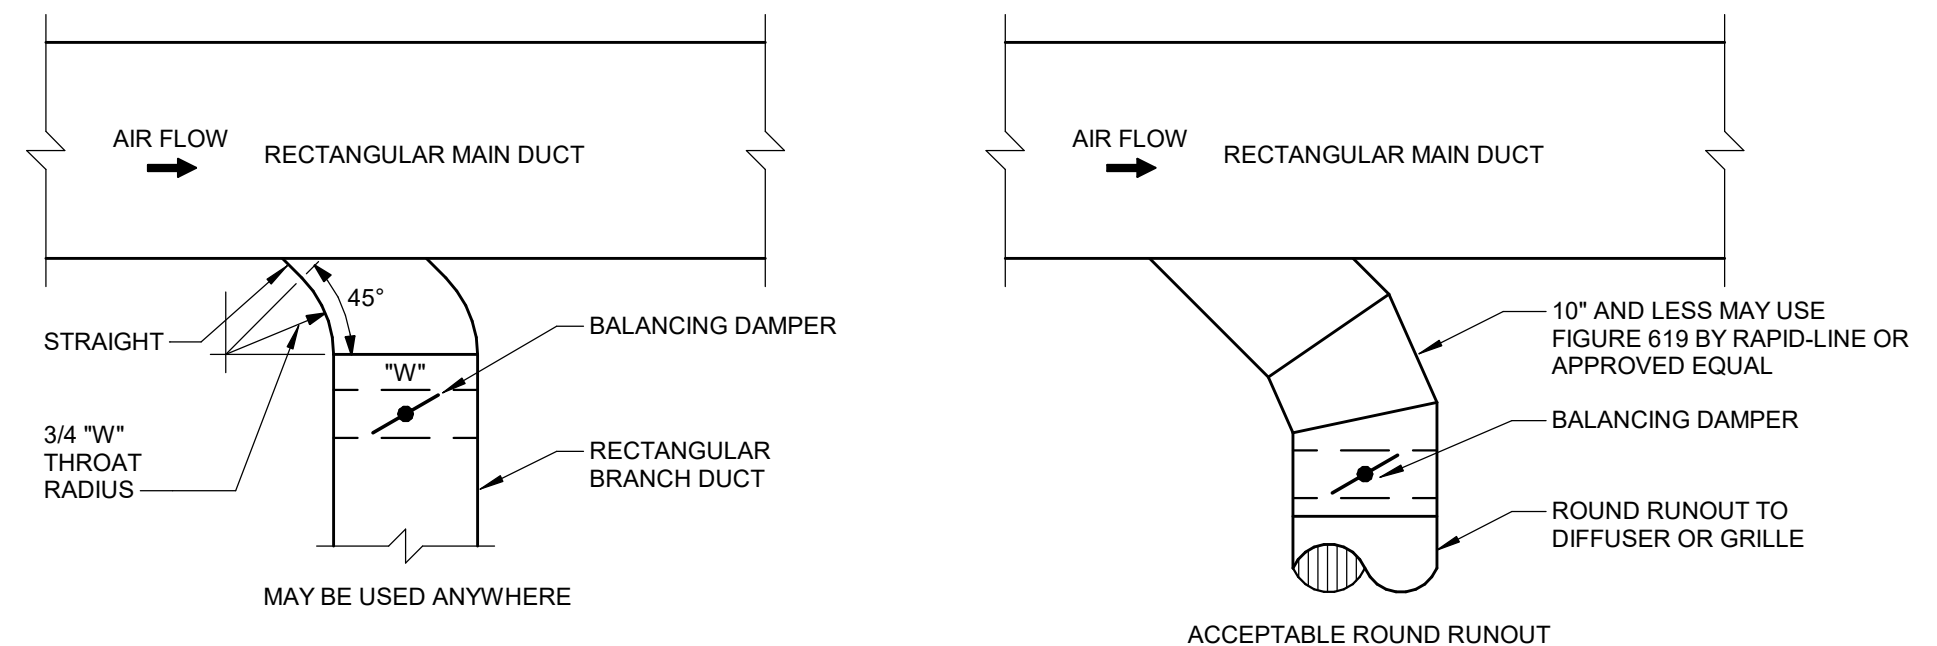 AIR FLOW
RECTANGULAR MAIN DUCT
45°
STRAIGHT
BALANCING DAMPER
"W"
3/4 "W"
THROAT
RADIUS
RECTANGULAR
BRANCH DUCT
MAY BE USED ANYWHERE
AIR FLOW
RECTANGULAR MAIN DUCT
10" AND LESS MAY USE
FIGURE 619 BY RAPID-LINE OR
APPROVED EQUAL
BALANCING DAMPER
ROUND RUNOUT TO
DIFFUSER OR GRILLE
ACCEPTABLE ROUND RUNOUT